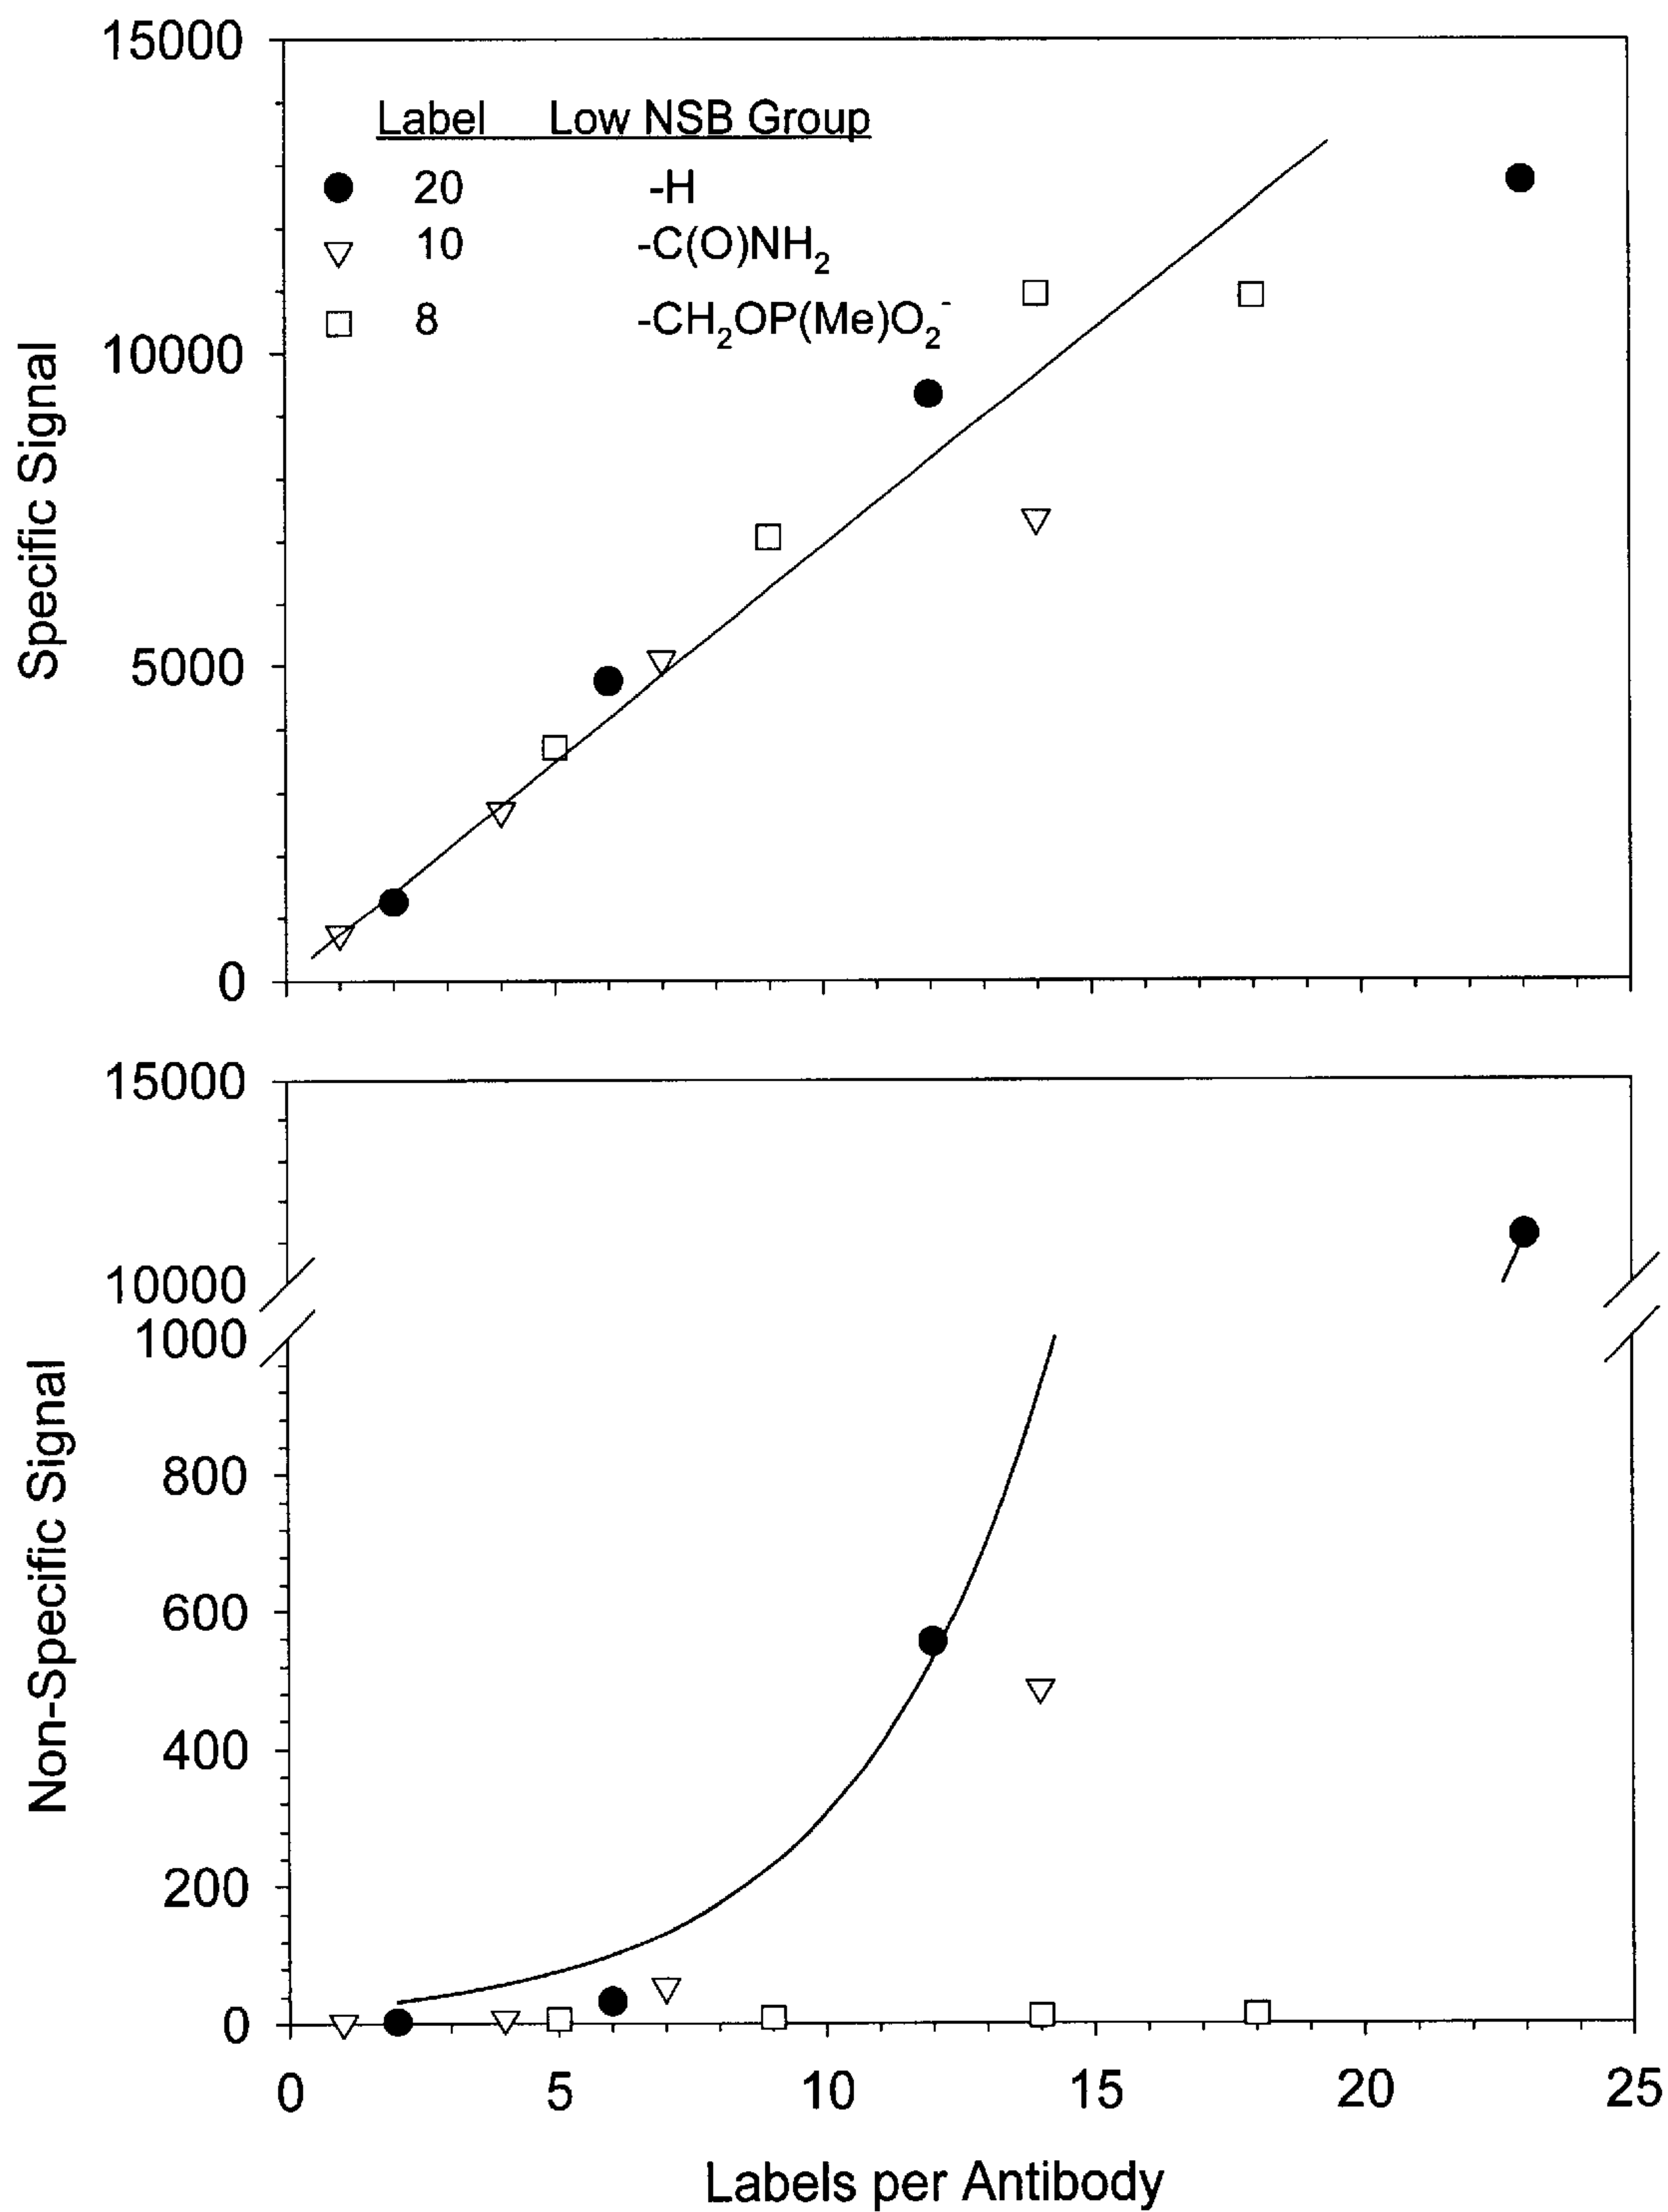 15000
Label Low NSB Group
20 -H
10 -C(O)NH₂
8 -CH₂OP(Me)O₂⁻
10000
5000
0
Specific Signal
15000
10000
1000
800
600
400
200
0
Non-Specific Signal
0 5 10 15 20 25
Labels per Antibody